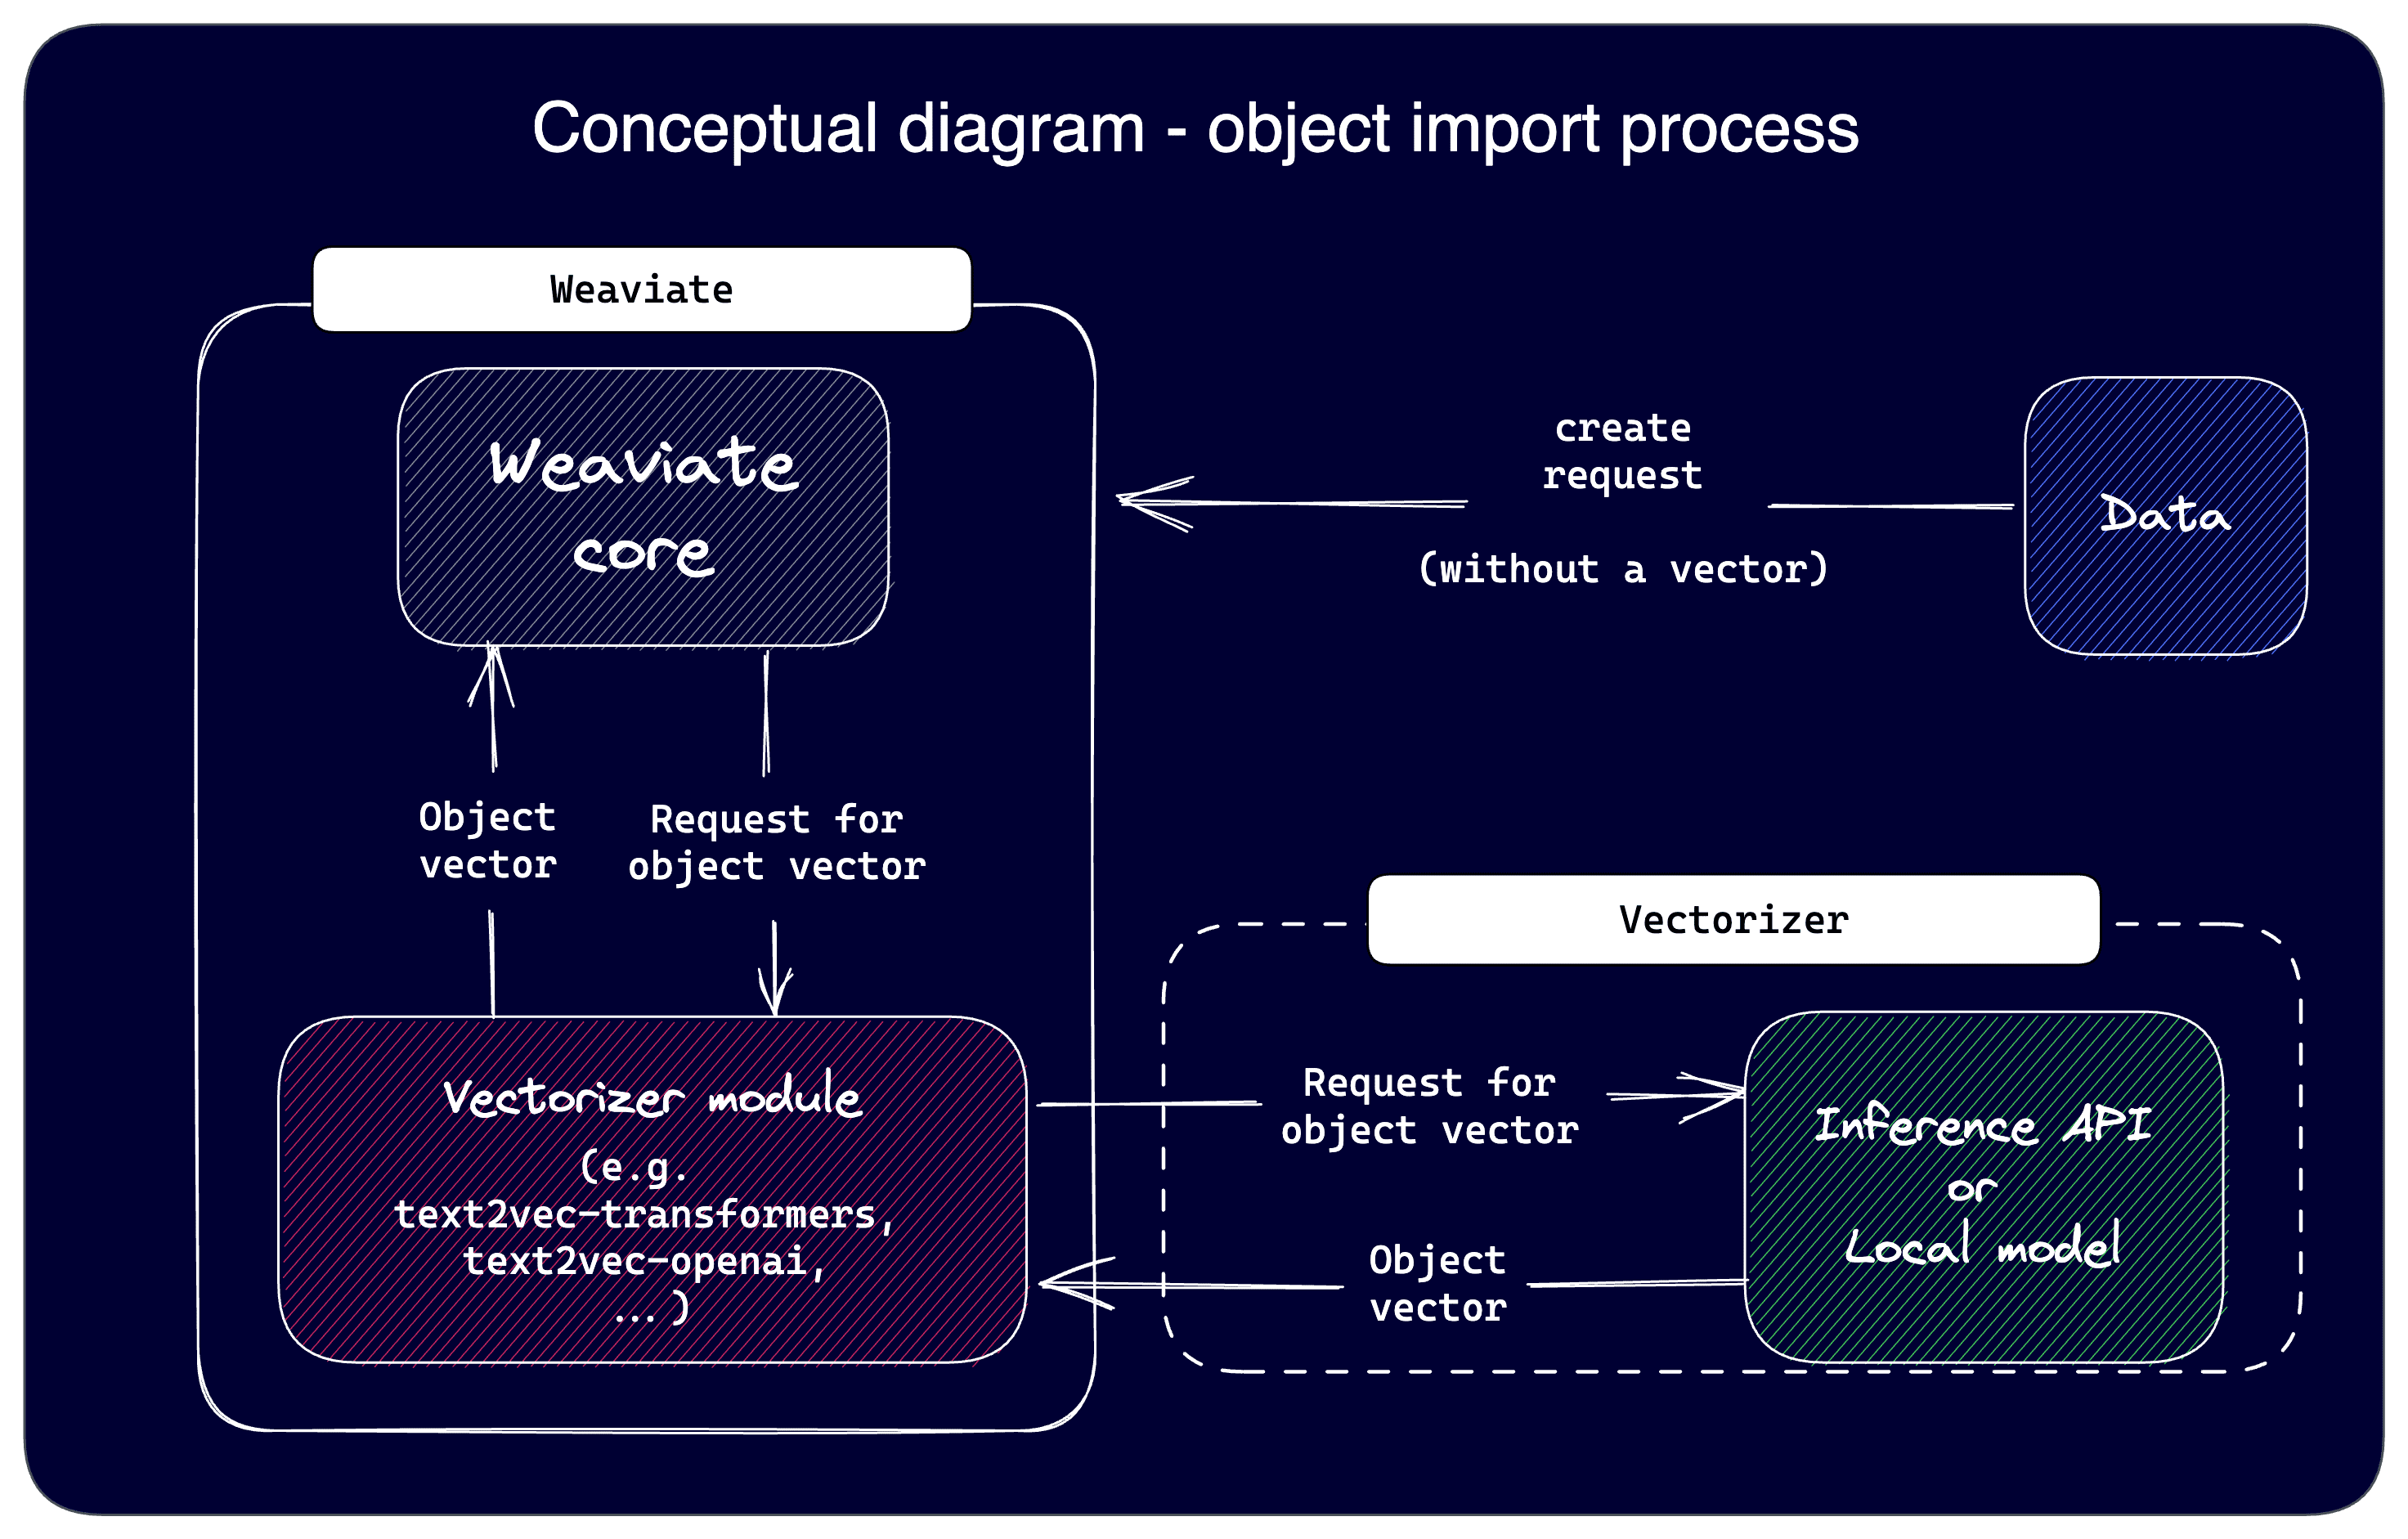 Conceptual diagram - object import process
Weaviate
Weaviate
core
create
request
(without a vector)
Data
Object
vector
Request for
object vector
Vectorizer
Vectorizer module
(e.g.
text2vec-transformers,
text2vec-openai,
... )
Request for
object vector
Object
vector
Inference API
or
Local model